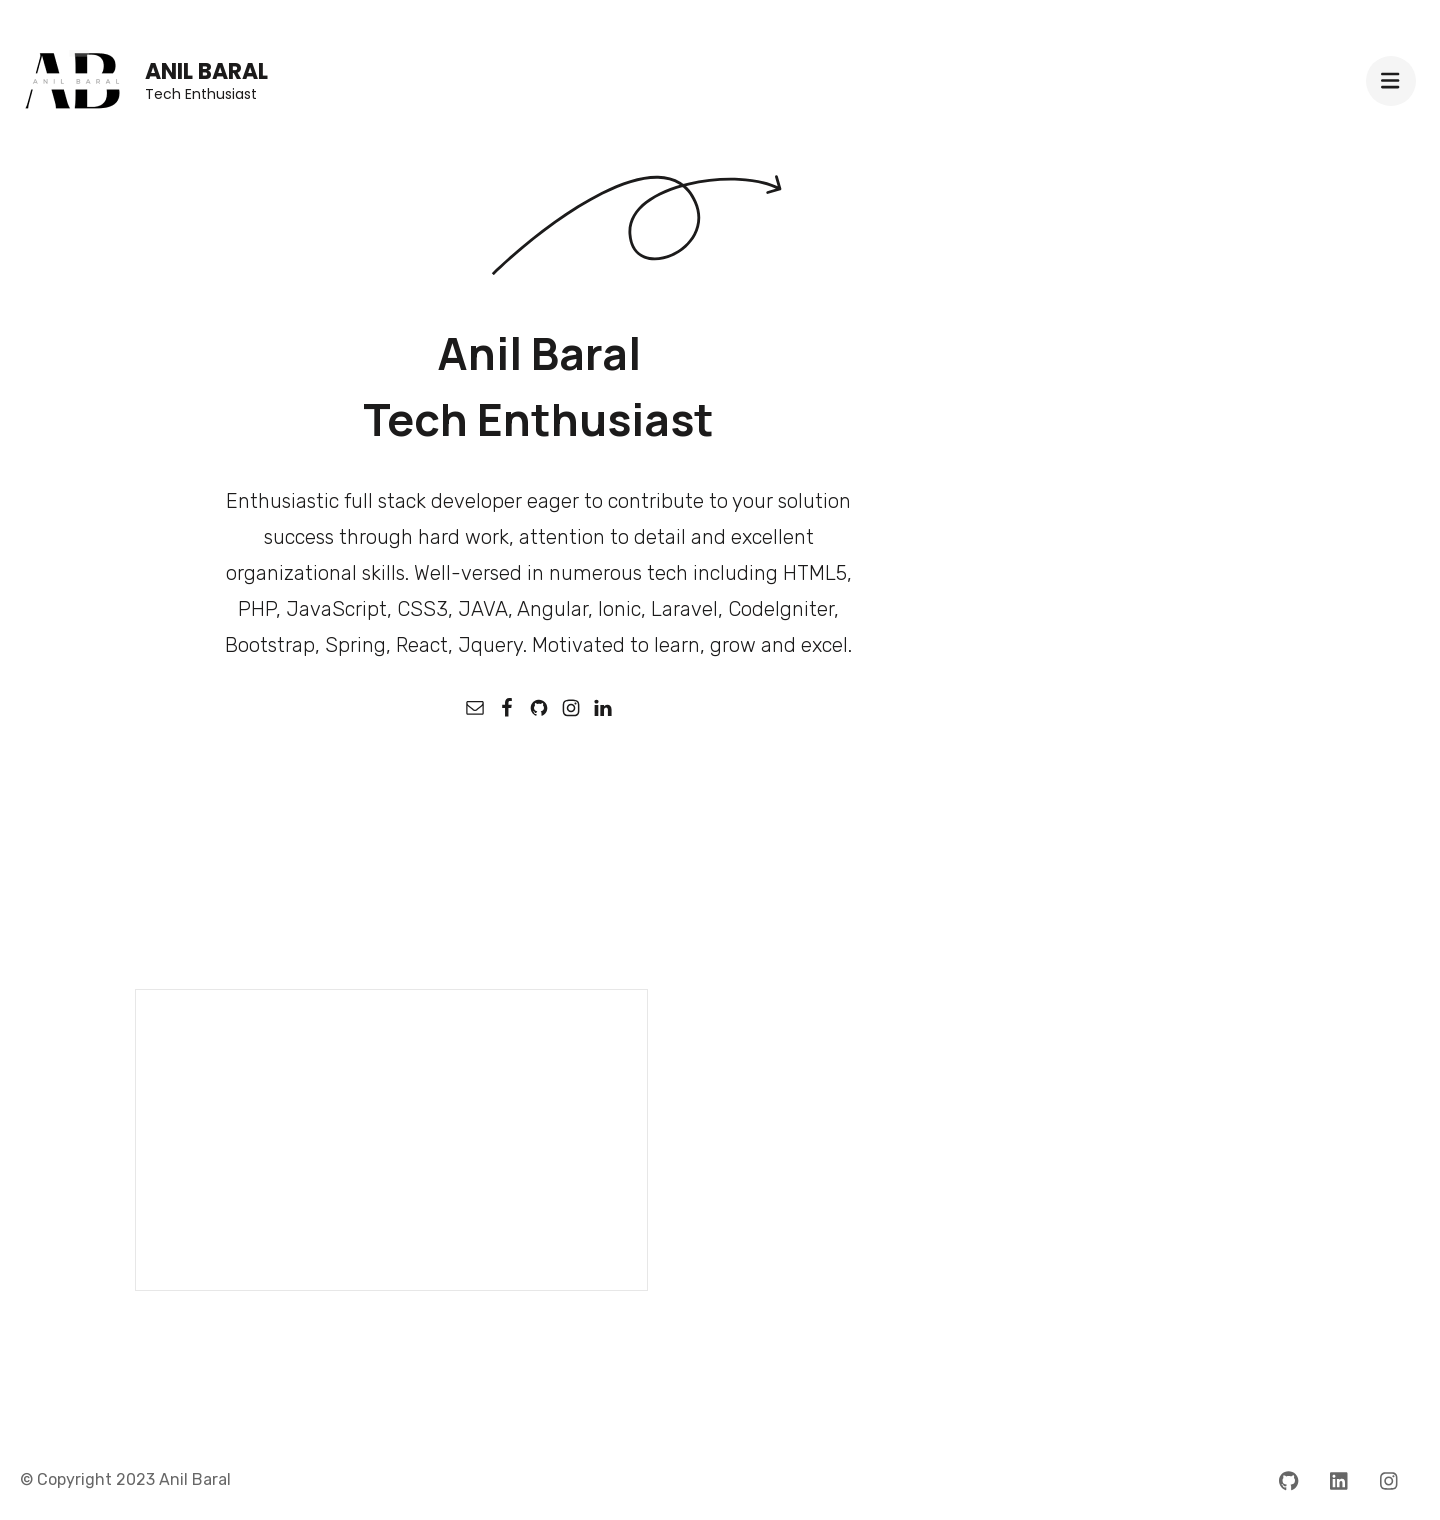 AB
ANIL BARAL
ANIL BARAL
Tech Enthusiast
Anil Baral
Tech Enthusiast
Enthusiastic full stack developer eager to contribute to your solution
success through hard work, attention to detail and excellent
organizational skills. Well-versed in numerous tech including HTML5,
PHP, JavaScript, CSS3, JAVA, Angular, Ionic, Laravel, CodeIgniter,
Bootstrap, Spring, React, Jquery. Motivated to learn, grow and excel.
© Copyright 2023 Anil Baral